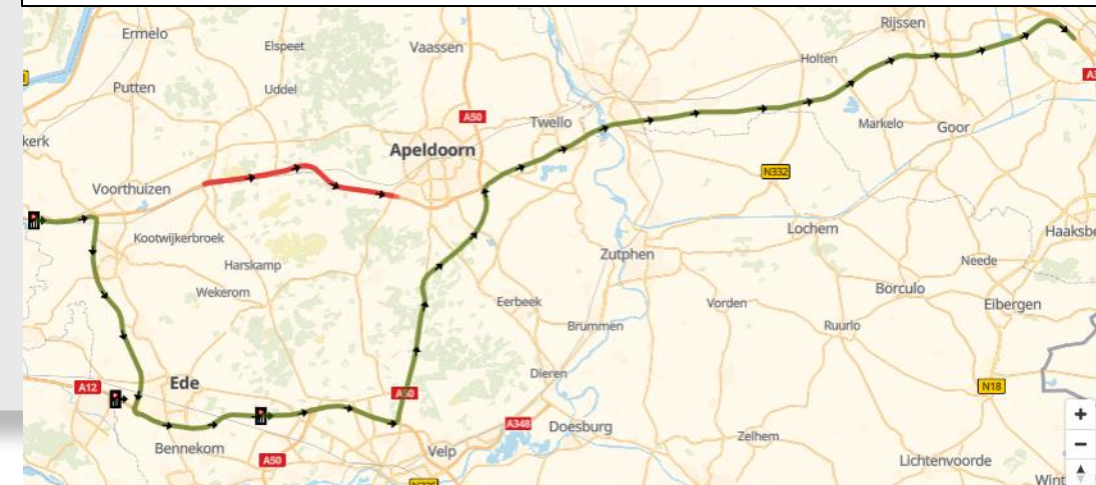 Ermelo
Elspeet
Vaassen
Rijssen
Holten
Putten
Uddel
A50
Twello
Markelo
Goor
kerk
Apeldoorn
Voorthuizen
N332
Kootwijkerbroek
Lochem
Haaksbe
Harskamp
Zutphen
Neede
Wekerom
Eerbeek
Vorden
Borculo
Eibergen
Brummen
Ruurlo
Dieren
A12
Ede
A50
N18
A348
Doesburg
Bennekom
Velp
Zelhem
A50
Lichtenvoorde
Wint